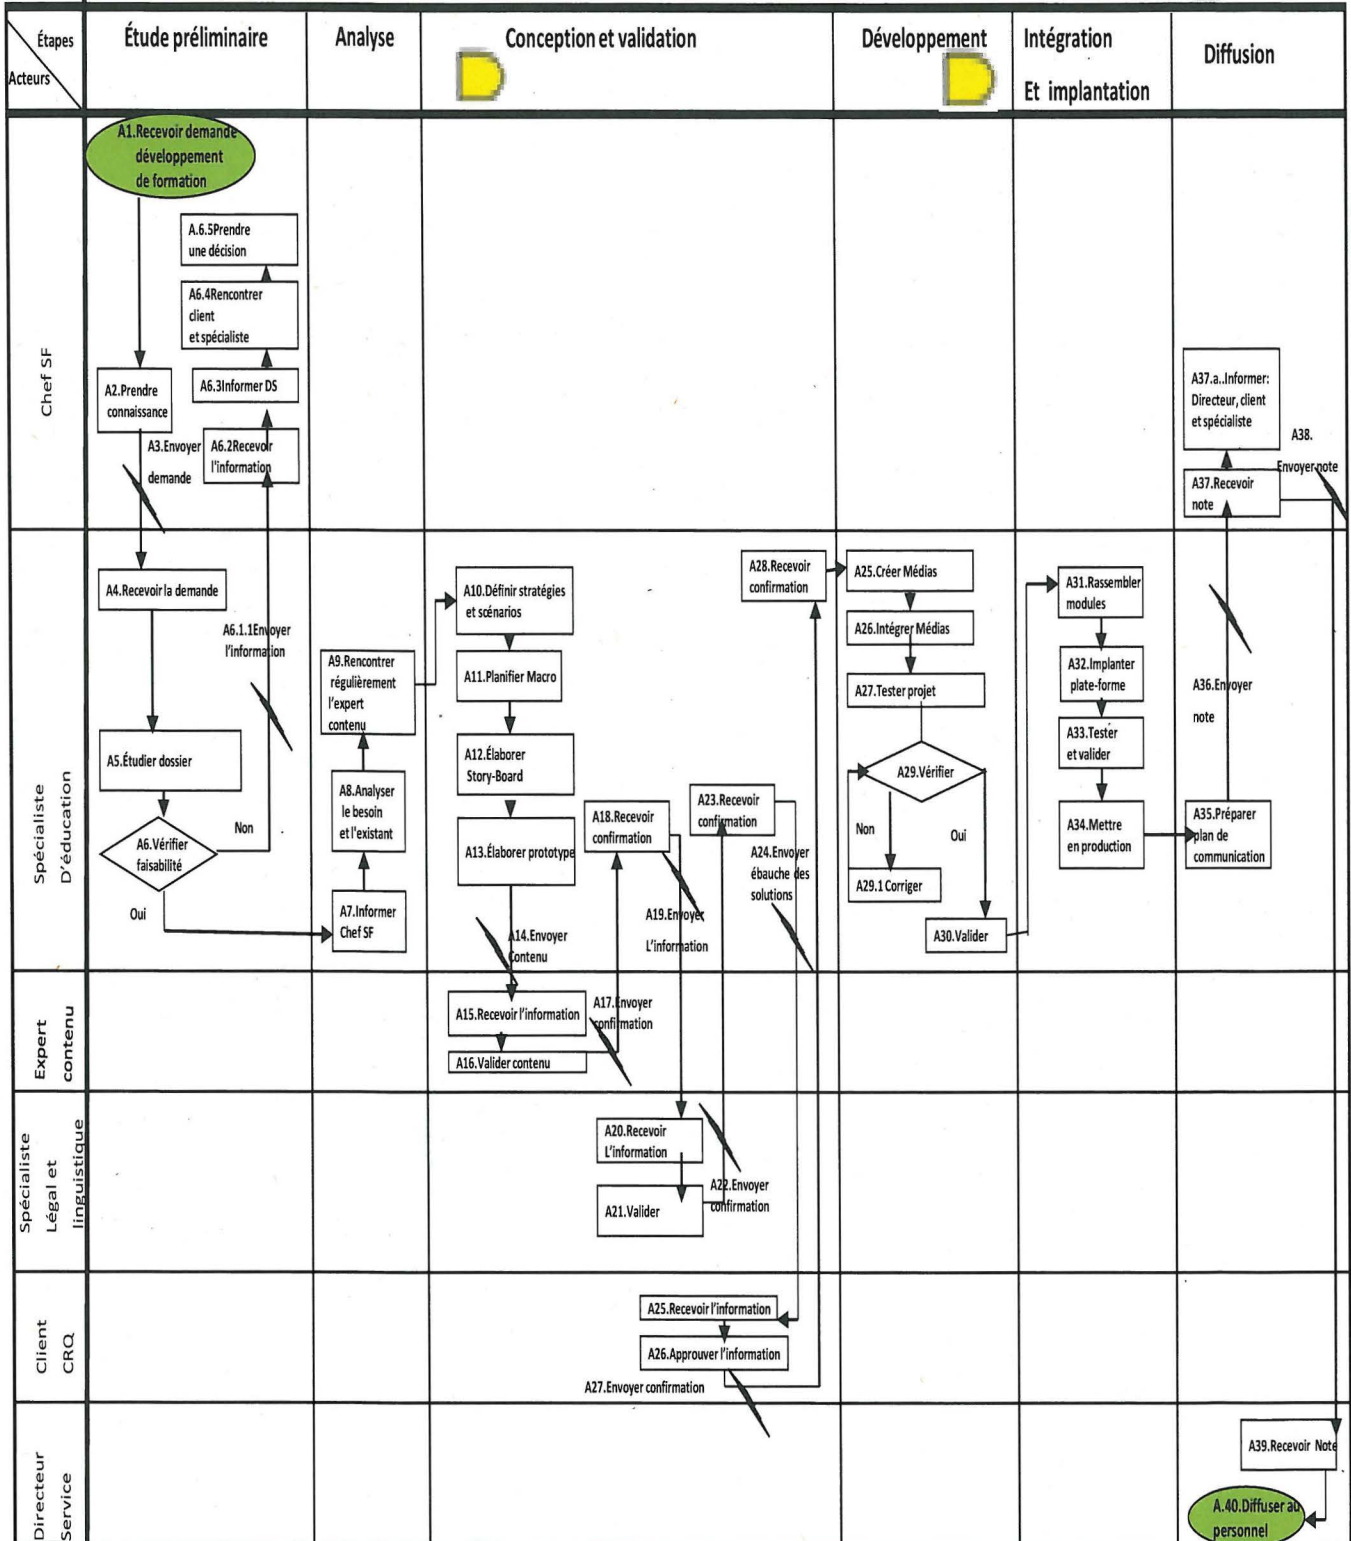 Étapes
Acteurs
Étude préliminaire
Analyse
Conception et validation
Développement
Intégration
Et implantation
Diffusion
Chef SF
A1.Recevoir demande
développement
de formation
A.6.5Prendre
une décision
A6.4Rencontrer
client
et spécialiste
A6.3Informer DS
A2.Prendre
connaissance
A3.Envoyer
demande
A6.2Recevoir
l'information
A37.a..Informer:
Directeur, client
et spécialiste
A38.
Envoyer note
A37.Recevoir
note
Spécialiste
D'éducation
A4.Recevoir la demande
A6.1.1Envoyer
l'information
A5.Étudier dossier
A6.Vérifier
faisabilité
Non
Oui
A9.Rencontrer
régulièrement
l'expert
contenu
A8.Analyser
le besoin
et l'existant
A7.Informer
Chef SF
A10.Définir stratégies
et scénarios
A11.Planifier Macro
A12.Élaborer
Story-Board
A13.Élaborer prototype
A14.Envoyer
Contenu
A18.Recevoir
confirmation
A19.Envoyer
L'information
A23.Recevoir
confirmation
A24.Envoyer
ébauche des
solutions
A28.Recevoir
confirmation
A25.Créer Médias
A26.Intégrer Médias
A27.Tester projet
A29.Vérifier
Non
Oui
A29.1 Corriger
A30.Valider
A31.Rassembler
modules
A32.Implanter
plate-forme
A33.Tester
et valider
A34.Mettre
en production
A36.Envoyer
note
A35.Préparer
plan de
communication
Expert
contenu
A15.Recevoir l'information
A16.Valider contenu
A17.Envoyer
confirmation
Spécialiste
Légal et
linguistique
A20.Recevoir
L'information
A21.Valider
A22.Envoyer
confirmation
Client
CRQ
A25.Recevoir l'information
A26.Approuver l'information
A27.Envoyer confirmation
Directeur
Service
A39.Recevoir Note
A.40.Diffuser au
personnel